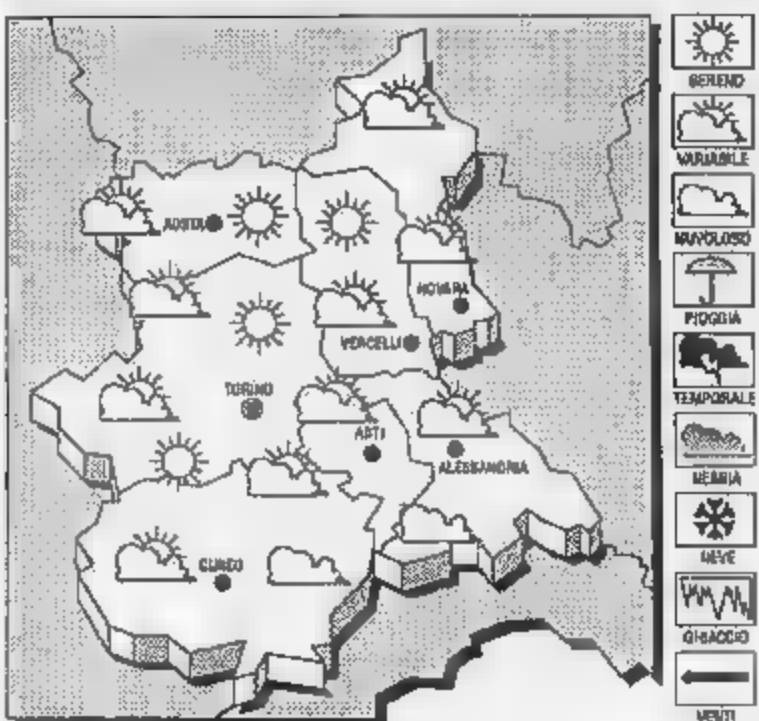 SERENO
VARIABILE
AOSTA
NUVOLOSO
NOVARA
PIOGGIA
VERCELLI
TORINO
TEMPORALE
ASTI
ALESSANDRIA
NEBBIA
NEVE
CUNEO
GHIACCIO
VENTI